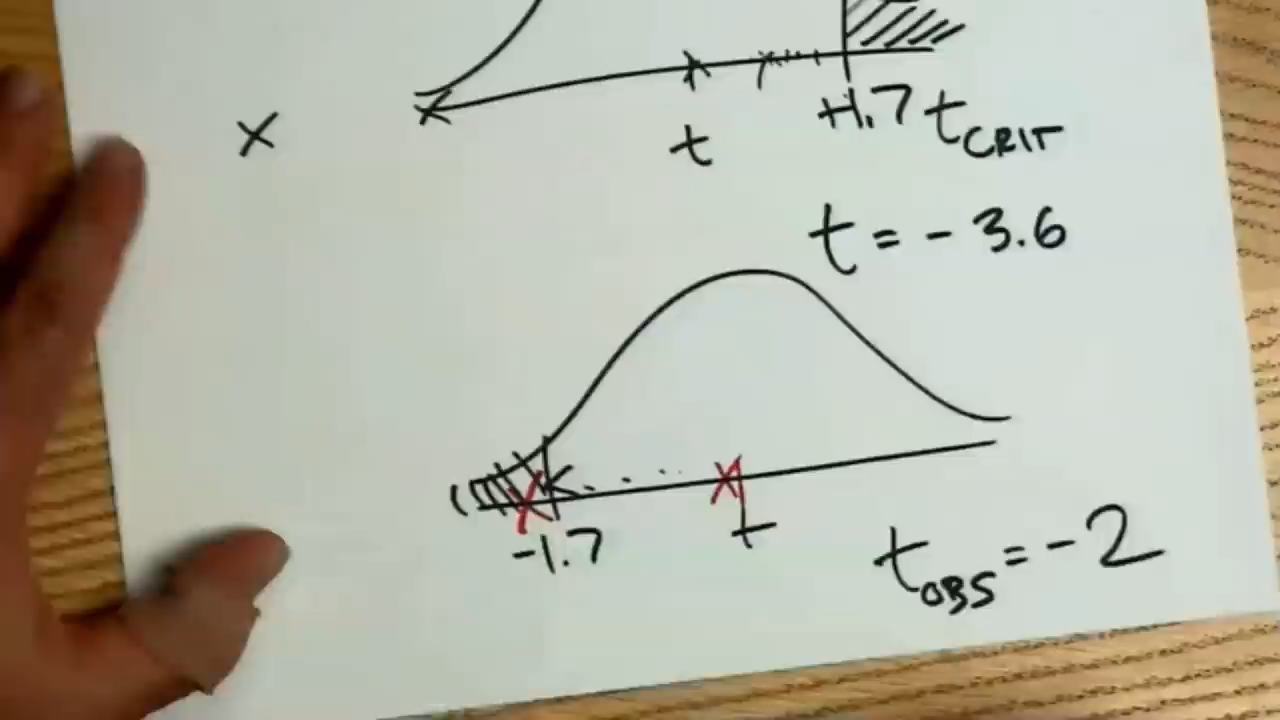 +1.7 tCRIT
t
t = - 3.6
-1.7
t
tOBS = -2